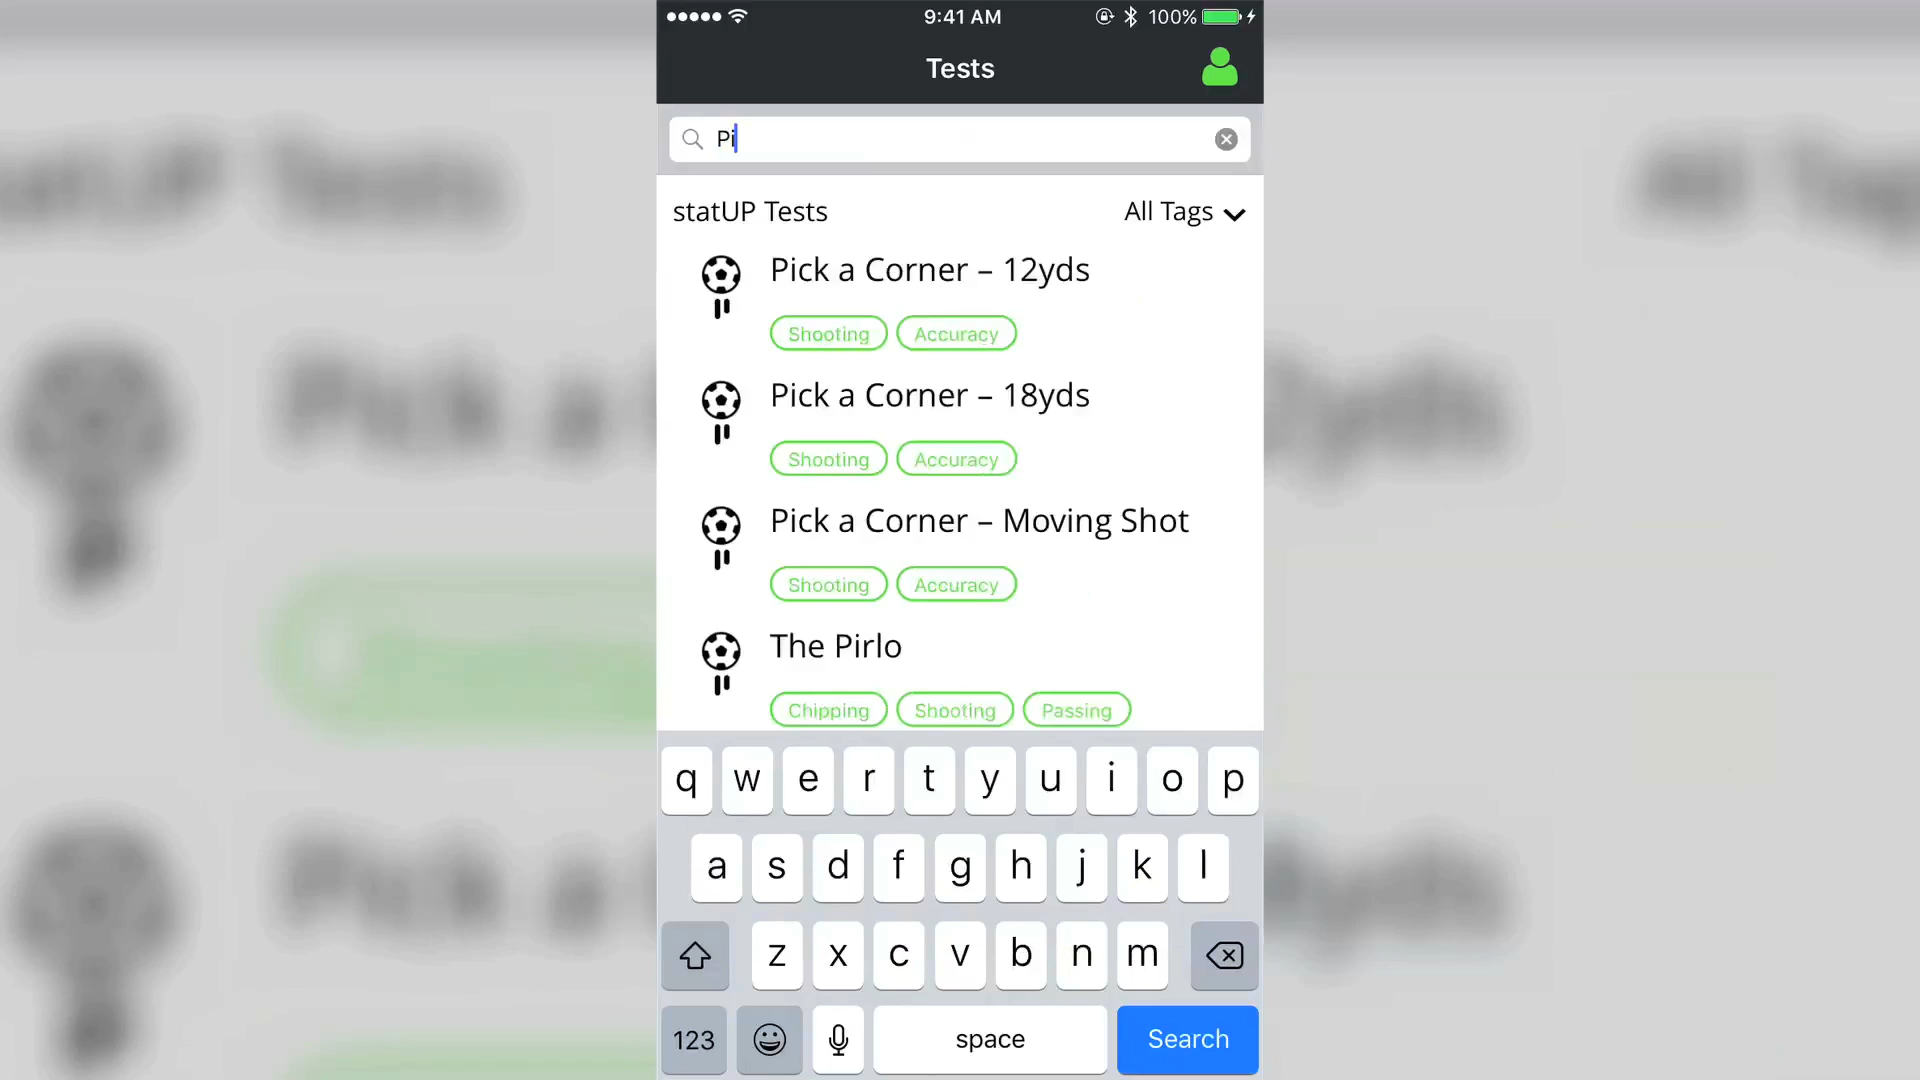 9:41 AM
100%
Tests
Pi
statUP Tests
All Tags
Pick a Corner – 12yds
Shooting
Accuracy
Pick a Corner – 18yds
Shooting
Accuracy
Pick a Corner – Moving Shot
Shooting
Accuracy
The Pirlo
Chipping
Shooting
Passing
q w e r t y u i o p
a s d f g h j k l
z x c v b n m
123
space
Search